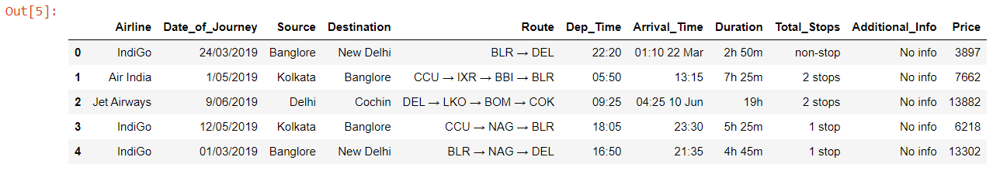 Out[5]:
Airline Date_of_Journey Source Destination Route Dep_Time Arrival_Time Duration Total_Stops Additional_Info Price
0 IndiGo 24/03/2019 Banglore New Delhi BLR → DEL 22:20 01:10 22 Mar 2h 50m non-stop No info 3897
1 Air India 1/05/2019 Kolkata Banglore CCU → IXR → BBI → BLR 05:50 13:15 7h 25m 2 stops No info 7662
2 Jet Airways 9/06/2019 Delhi Cochin DEL → LKO → BOM → COK 09:25 04:25 10 Jun 19h 2 stops No info 13882
3 IndiGo 12/05/2019 Kolkata Banglore CCU → NAG → BLR 18:05 23:30 5h 25m 1 stop No info 6218
4 IndiGo 01/03/2019 Banglore New Delhi BLR → NAG → DEL 16:50 21:35 4h 45m 1 stop No info 13302